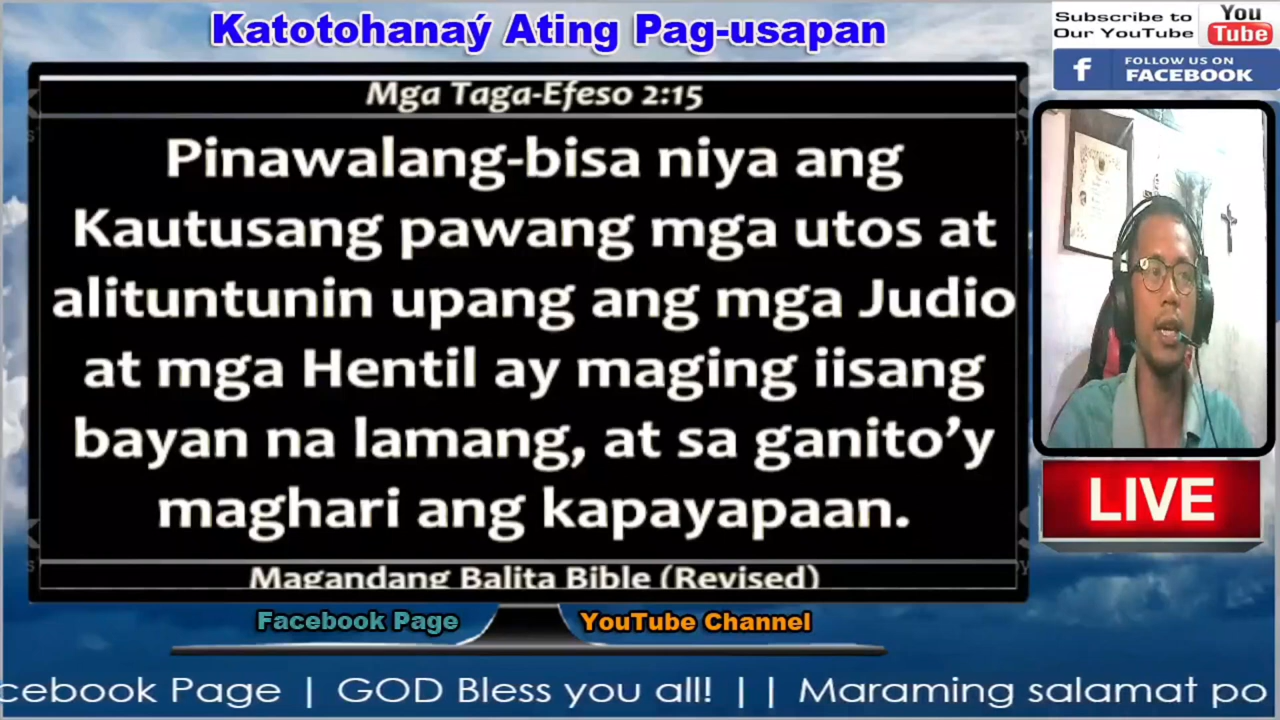 Katotohanaý Ating Pag-usapan
Subscribe to
Our YouTube
You
Tube
f
FOLLOW US ON
FACEBOOK
Mga Taga-Efeso 2:15
Pinawalang-bisa niya ang
Kautusang pawang mga utos at
alituntunin upang ang mga Judio
at mga Hentil ay maging iisang
bayan na lamang, at sa ganito’y
maghari ang kapayapaan.
Magandang Balita Bible (Revised)
LIVE
Facebook Page
YouTube Channel
cebook Page | GOD Bless you all! | | Maraming salamat po